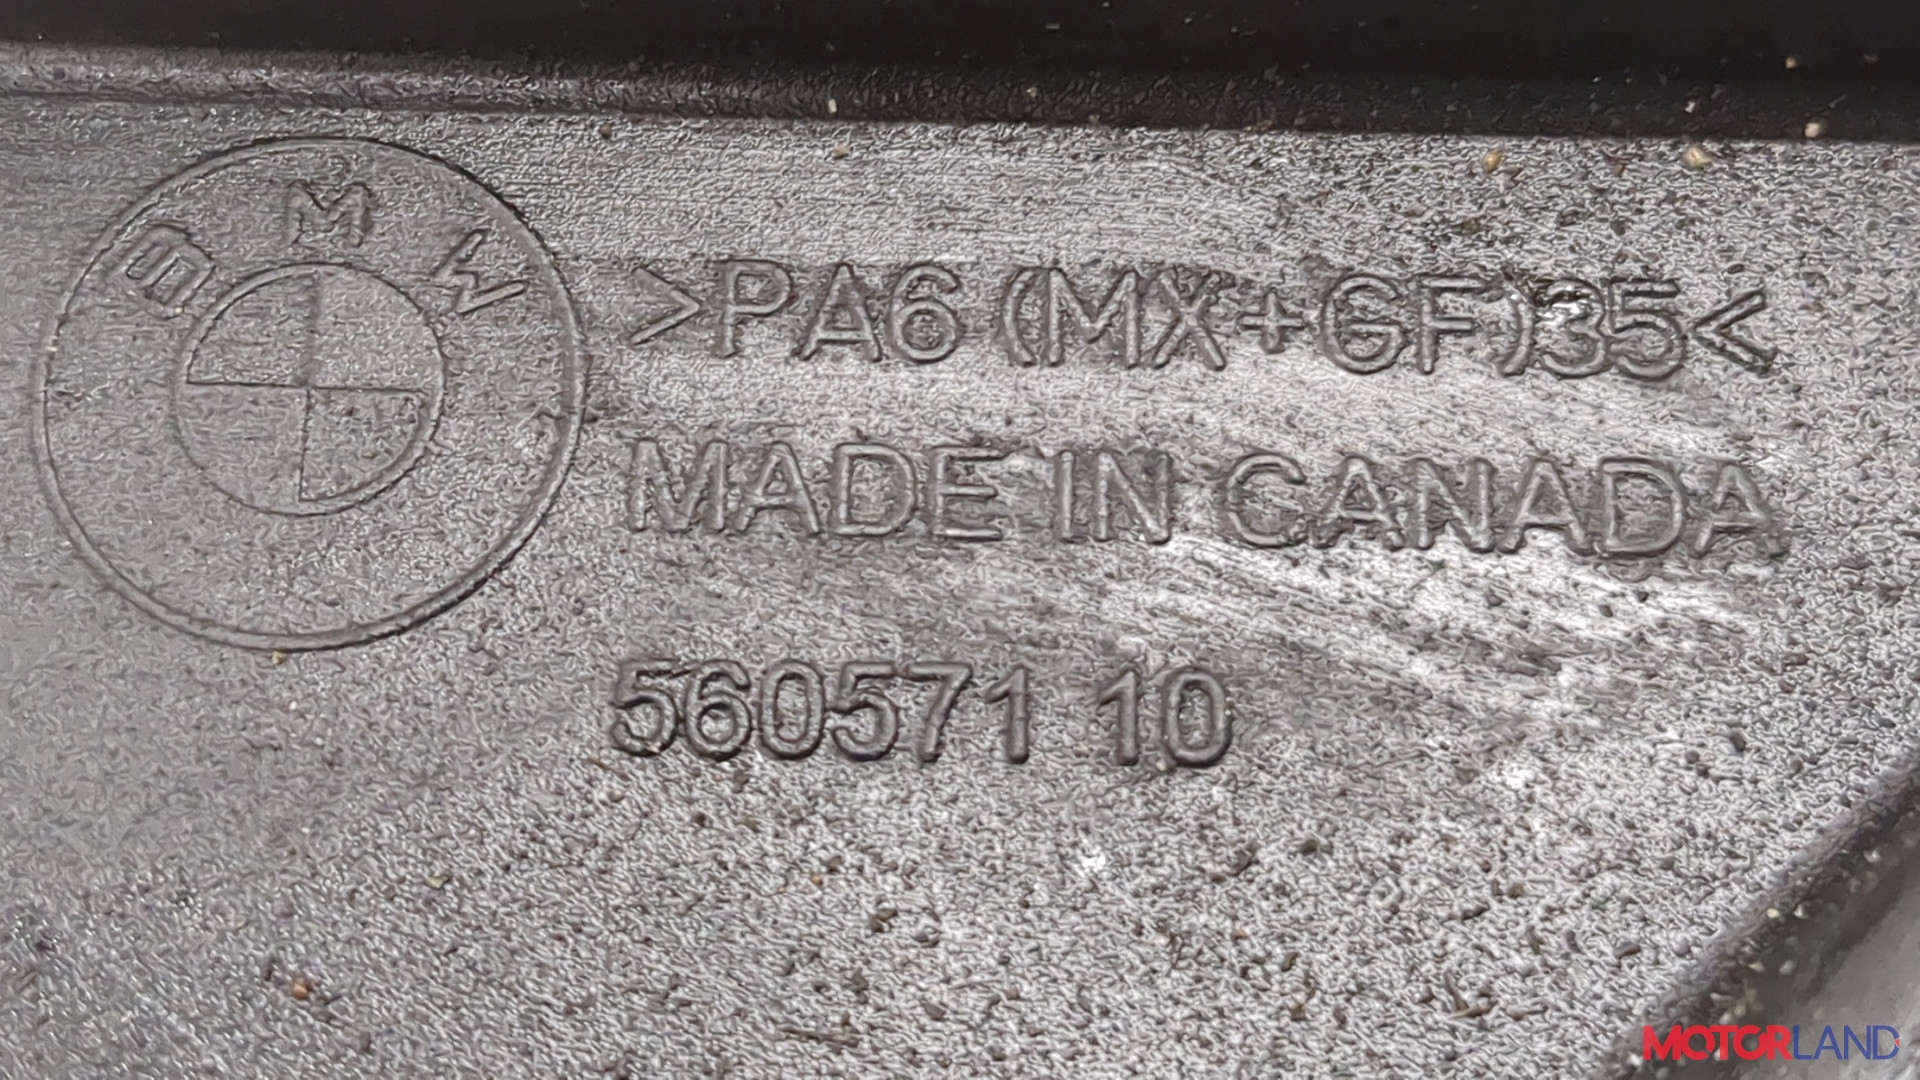 BMW
>PA6 (MX+GF)35<
MADE IN CANADA
560571 10
MOTORLAND